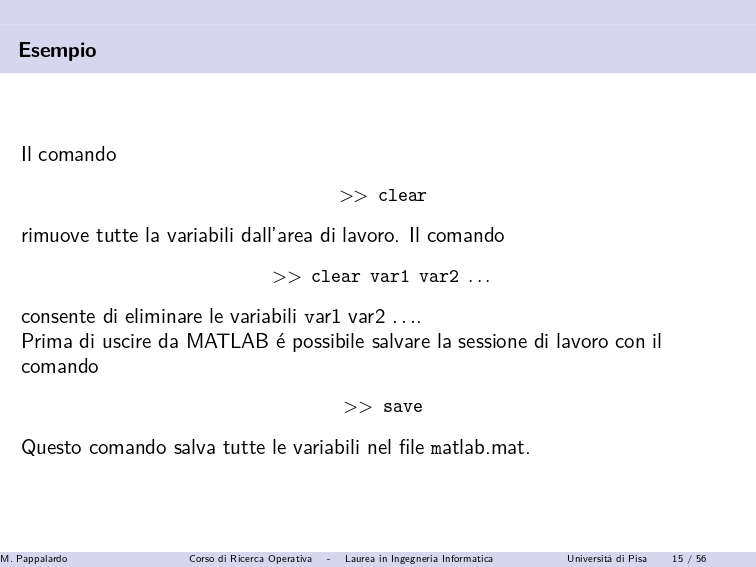 Esempio
Il comando
>> clear
rimuove tutte la variabili dall'area di lavoro. Il comando
>> clear var1 var2 ...
consente di eliminare le variabili var1 var2 ....
Prima di uscire da MATLAB é possibile salvare la sessione di lavoro con il
comando
>> save
Questo comando salva tutte le variabili nel file matlab.mat.
M. Pappalardo Corso di Ricerca Operativa - Laurea in Ingegneria Informatica Universitá di Pisa 15 / 56